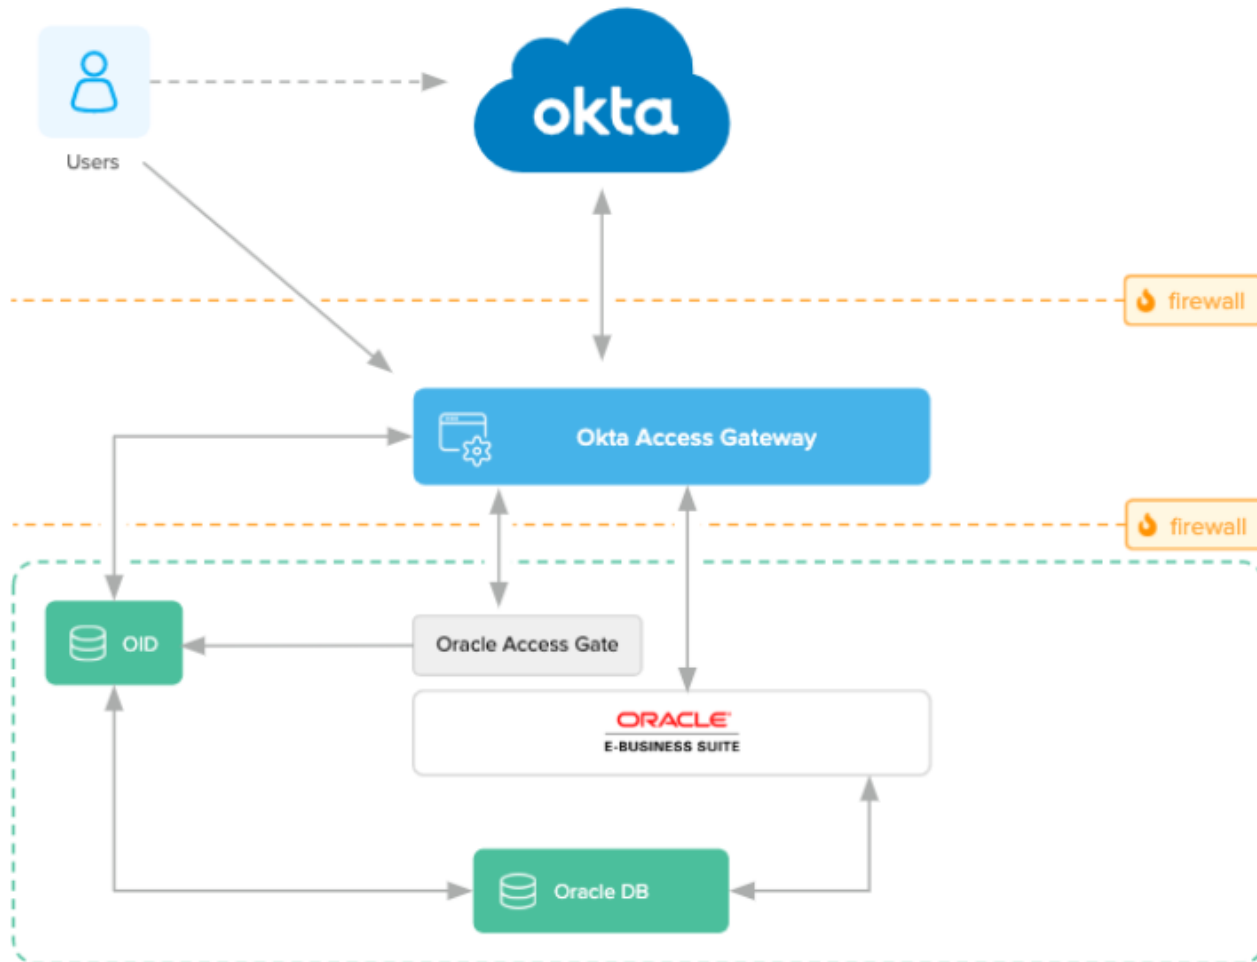 okta
Users
firewall
Okta Access Gateway
firewall
OID
Oracle Access Gate
ORACLE
E-BUSINESS SUITE
Oracle DB